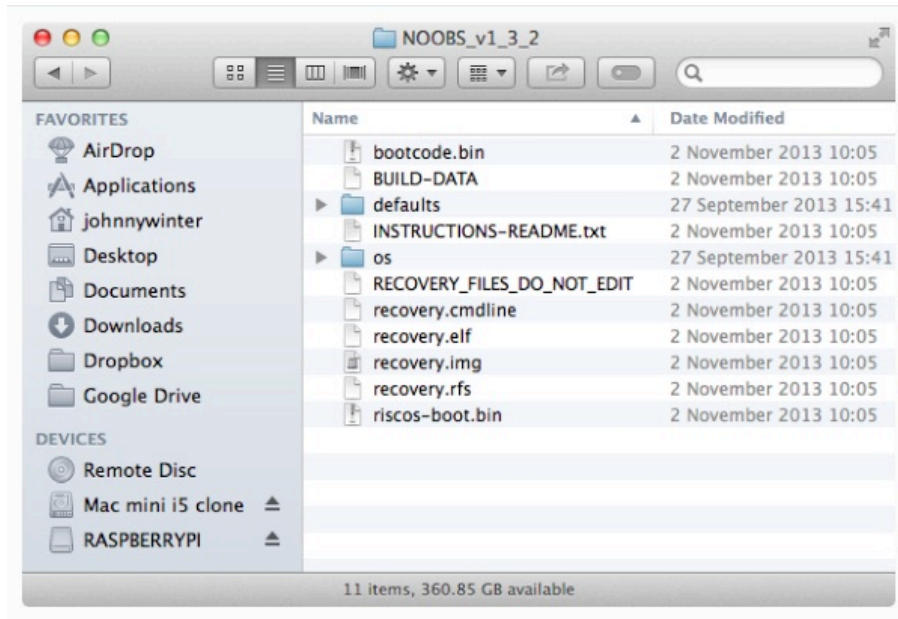 NOOBS_v1_3_2
FAVORITES
AirDrop
Applications
johnnywinter
Desktop
Documents
Downloads
Dropbox
Google Drive
DEVICES
Remote Disc
Mac mini i5 clone
RASPBERRYPI
Name Date Modified
bootcode.bin 2 November 2013 10:05
BUILD-DATA 2 November 2013 10:05
defaults 27 September 2013 15:41
INSTRUCTIONS-README.txt 2 November 2013 10:05
os 27 September 2013 15:41
RECOVERY_FILES_DO_NOT_EDIT 2 November 2013 10:05
recovery.cmdline 2 November 2013 10:05
recovery.elf 2 November 2013 10:05
recovery.img 2 November 2013 10:05
recovery.rfs 2 November 2013 10:05
riscos-boot.bin 2 November 2013 10:05
11 items, 360.85 GB available